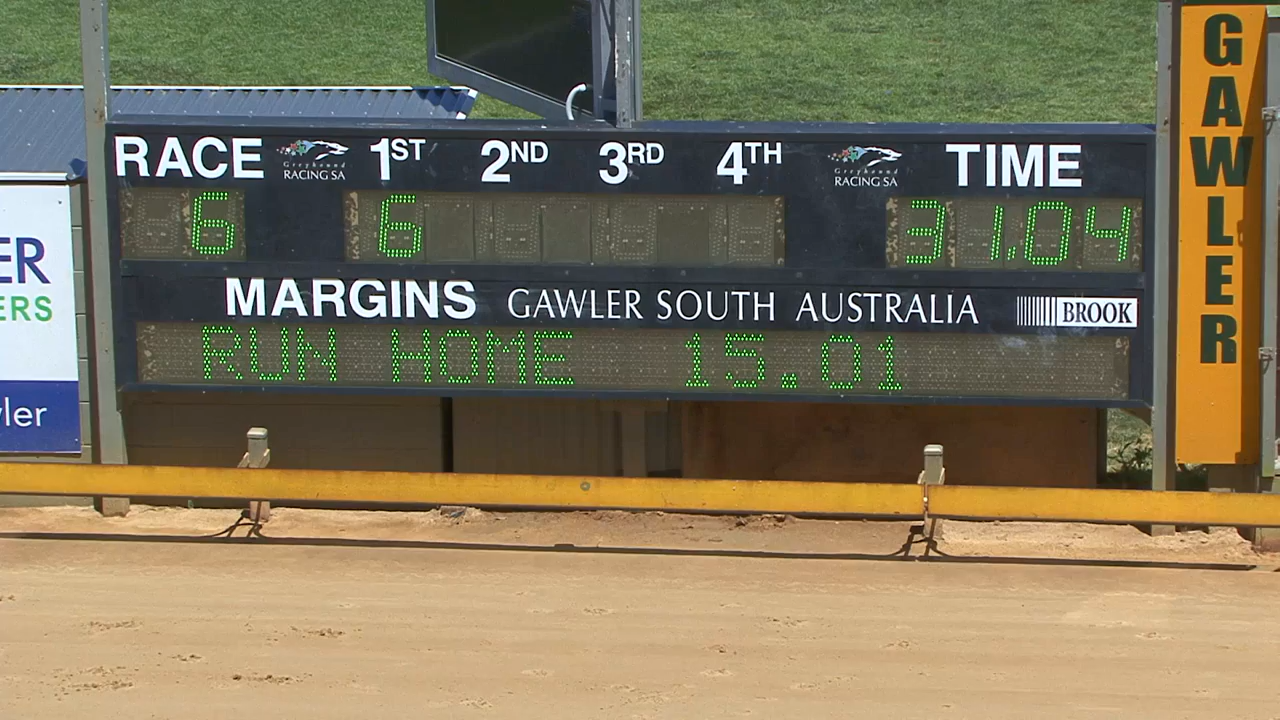 RACE Greyhound RACING SA 1ST 2ND 3RD 4TH Greyhound RACING SA TIME
6 6 31.04
MARGINS GAWLER SOUTH AUSTRALIA BROOK
RUN HOME 15.01
GAWLER
ER
ERS
ler